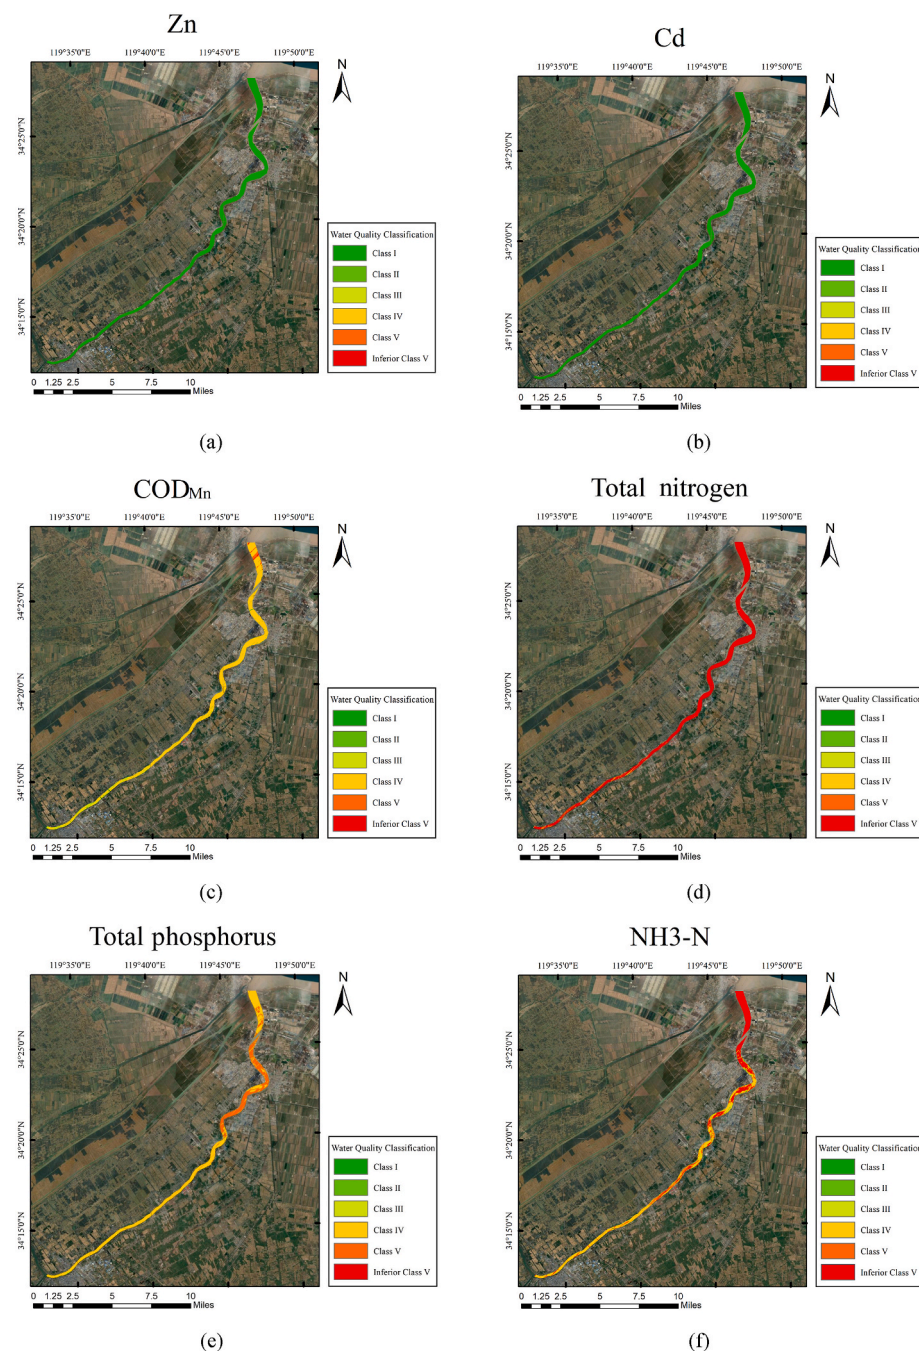 Zn
119°35'0"E 119°40'0"E 119°45'0"E 119°50'0"E
N
34°25'0"N
34°20'0"N
34°15'0"N
Water Quality Classification
Class I
Class II
Class III
Class IV
Class V
Inferior Class V
0 1.25 2.5 5 7.5 10
Miles
(a)
Cd
119°35'0"E 119°40'0"E 119°45'0"E 119°50'0"E
N
34°25'0"N
34°20'0"N
34°15'0"N
Water Quality Classification
Class I
Class II
Class III
Class IV
Class V
Inferior Class V
0 1.25 2.5 5 7.5 10
Miles
(b)
CODMn
119°35'0"E 119°40'0"E 119°45'0"E 119°50'0"E
N
34°25'0"N
34°20'0"N
34°15'0"N
Water Quality Classification
Class I
Class II
Class III
Class IV
Class V
Inferior Class V
0 1.25 2.5 5 7.5 10
Miles
(c)
Total nitrogen
119°35'0"E 119°40'0"E 119°45'0"E 119°50'0"E
N
34°25'0"N
34°20'0"N
34°15'0"N
Water Quality Classification
Class I
Class II
Class III
Class IV
Class V
Inferior Class V
0 1.25 2.5 5 7.5 10
Miles
(d)
Total phosphorus
119°35'0"E 119°40'0"E 119°45'0"E 119°50'0"E
N
34°25'0"N
34°20'0"N
34°15'0"N
Water Quality Classification
Class I
Class II
Class III
Class IV
Class V
Inferior Class V
0 1.25 2.5 5 7.5 10
Miles
(e)
NH3-N
119°35'0"E 119°40'0"E 119°45'0"E 119°50'0"E
N
34°25'0"N
34°20'0"N
34°15'0"N
Water Quality Classification
Class I
Class II
Class III
Class IV
Class V
Inferior Class V
0 1.25 2.5 5 7.5 10
Miles
(f)